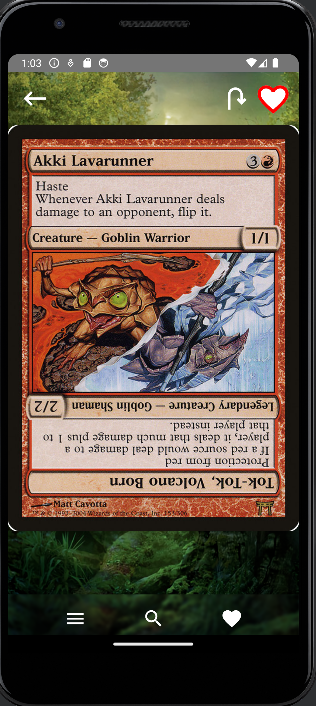 1:03
Akki Lavarunner 3
Haste
Whenever Akki Lavarunner deals
damage to an opponent, flip it.
Creature — Goblin Warrior 1/1
Tok-Tok, Volcano Born
Protection from red
If a red source would deal damage to a
player, it deals that much damage plus 1 to
that player instead.
Legendary Creature — Goblin Shaman 2/2
Matt Cavotta